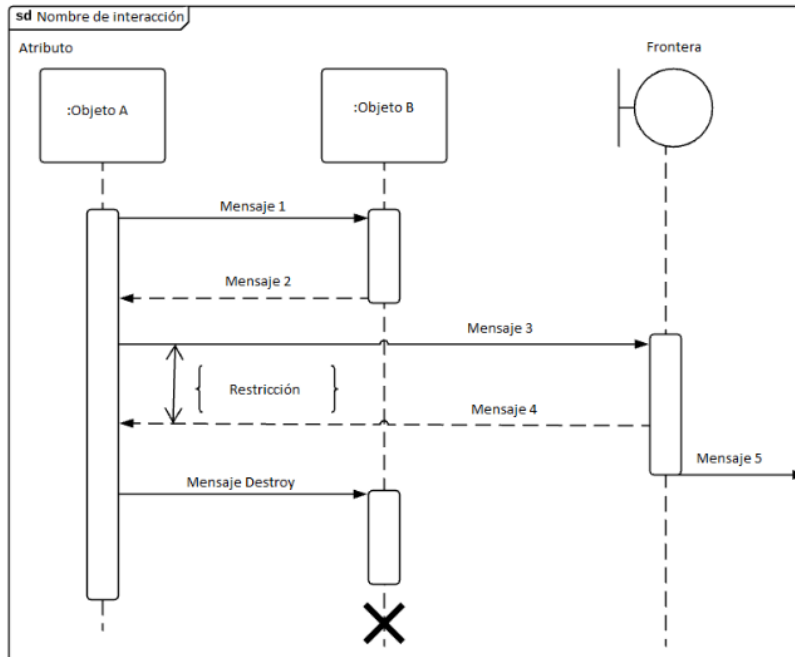 sd Nombre de interacción
Atributo
Frontera
:Objeto A
:Objeto B
Mensaje 1
Mensaje 2
Mensaje 3
{ Restricción }
Mensaje 4
Mensaje 5
Mensaje Destroy